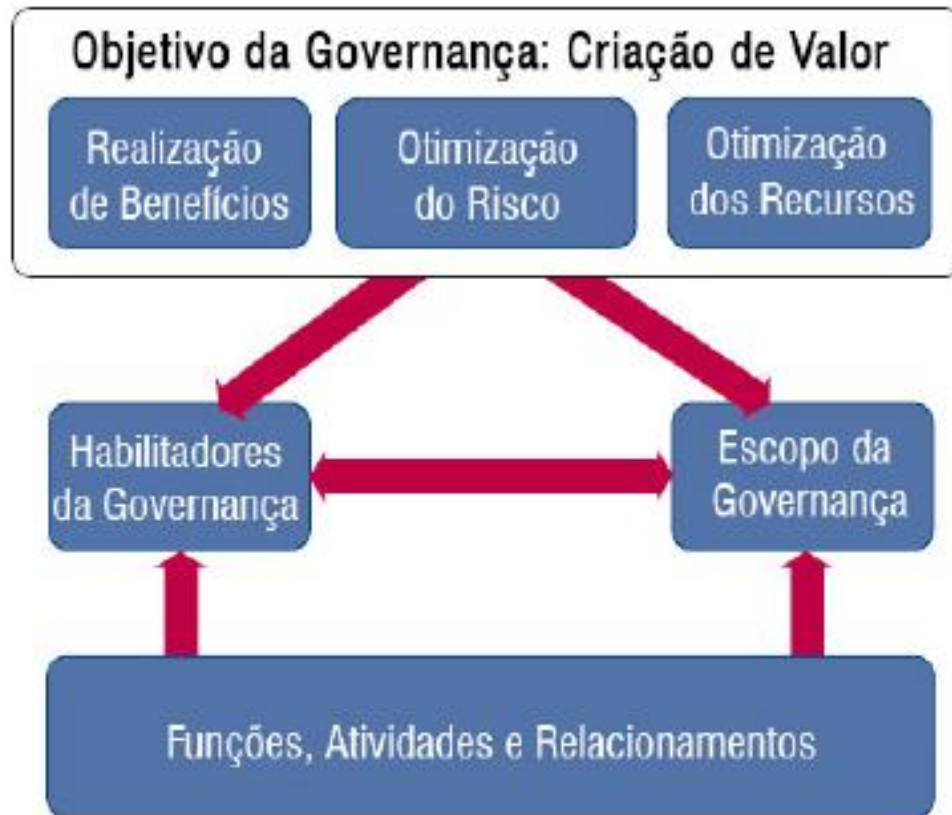 Objetivo da Governança: Criação de Valor
Realização
de Benefícios
Otimização
do Risco
Otimização
dos Recursos
Habilitadores
da Governança
Escopo da
Governança
Funções, Atividades e Relacionamentos